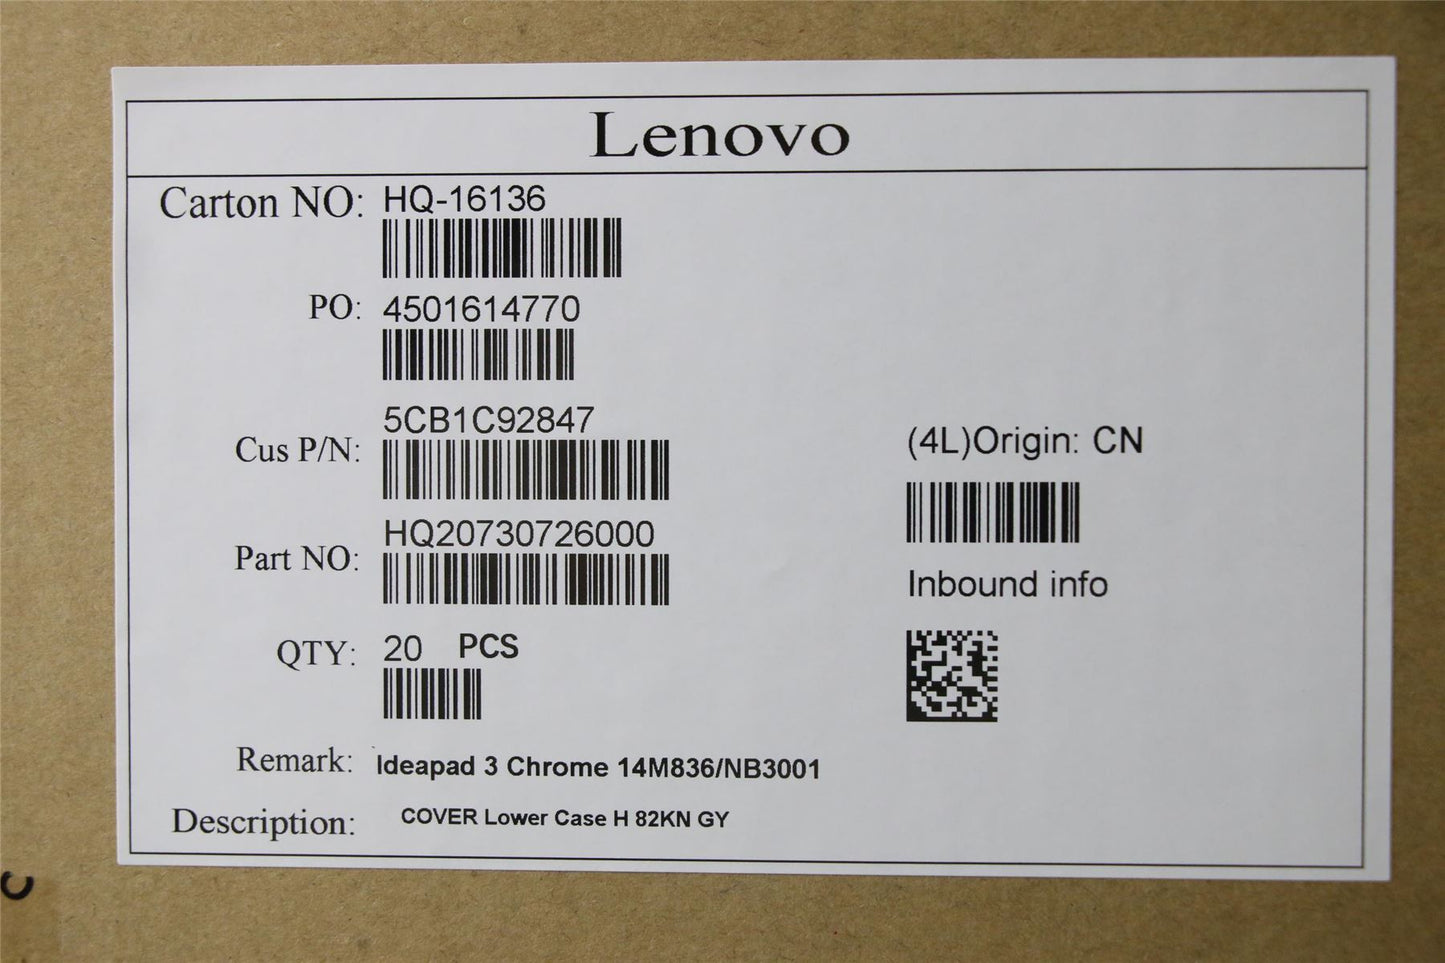 Lenovo
Carton NO: HQ-16136
PO: 4501614770
Cus P/N: 5CB1C92847
(4L)Origin: CN
Part NO: HQ20730726000
Inbound info
QTY: 20 PCS
Remark: Ideapad 3 Chrome 14M836/NB3001
Description: COVER Lower Case H 82KN GY